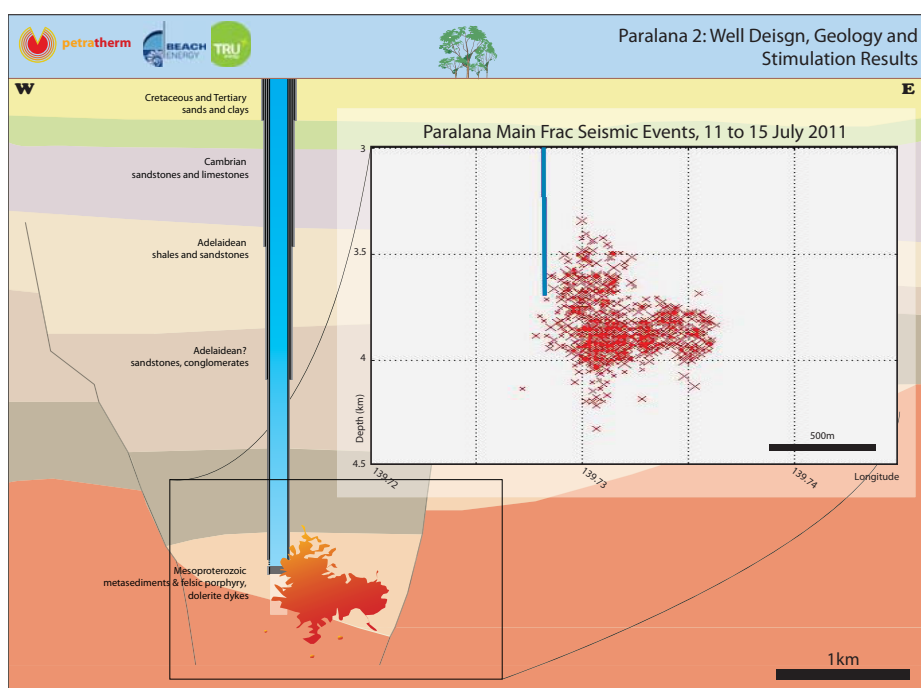 petratherm
BEACH
ENERGY
TRU
Paralana 2: Well Deisgn, Geology and
Stimulation Results
W
E
Cretaceous and Tertiary
sands and clays
Cambrian
sandstones and limestones
Adelaidean
shales and sandstones
Adelaidean?
sandstones, conglomerates
Mesoproterozoic
metasediments & felsic porphyry,
dolerite dykes
Paralana Main Frac Seismic Events, 11 to 15 July 2011
3
3.5
4
4.5
Depth (km)
139.72
139.73
139.74
Longitude
500m
1km